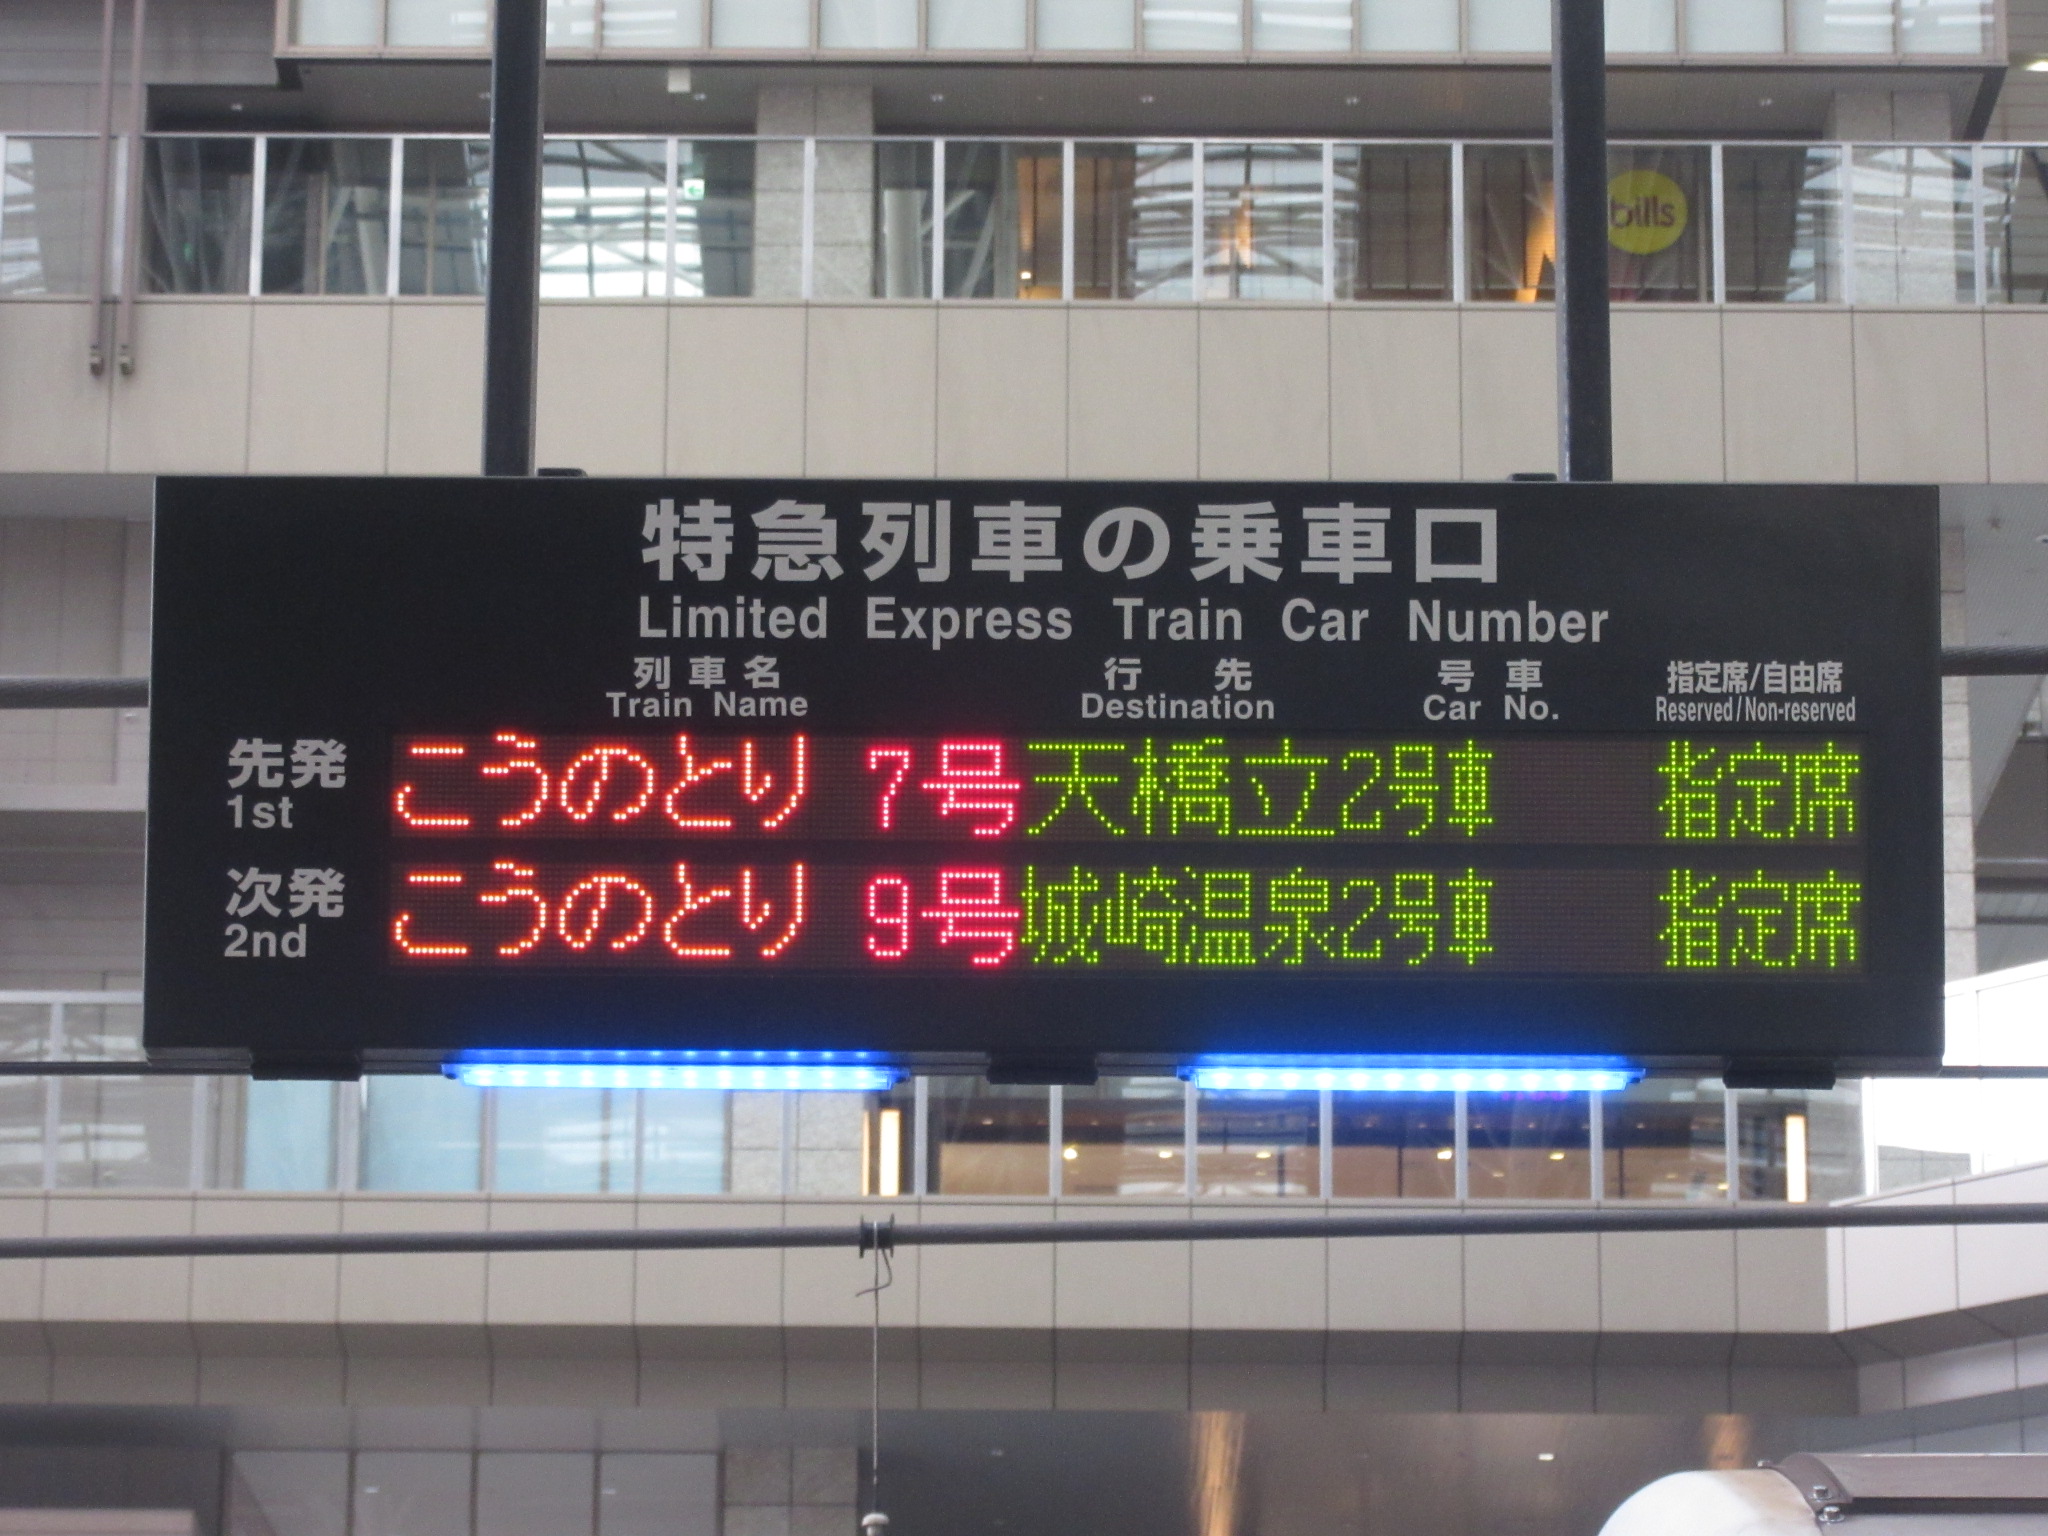 bills
特急列車の乗車口
Limited Express Train Car Number
列車名 行先 号車 指定席/自由席
Train Name Destination Car No. Reserved/Non-reserved
先発 こうのとり 7号 天橋立 2号車 指定席
1st
次発 こうのとり 9号 城崎温泉 2号車 指定席
2nd